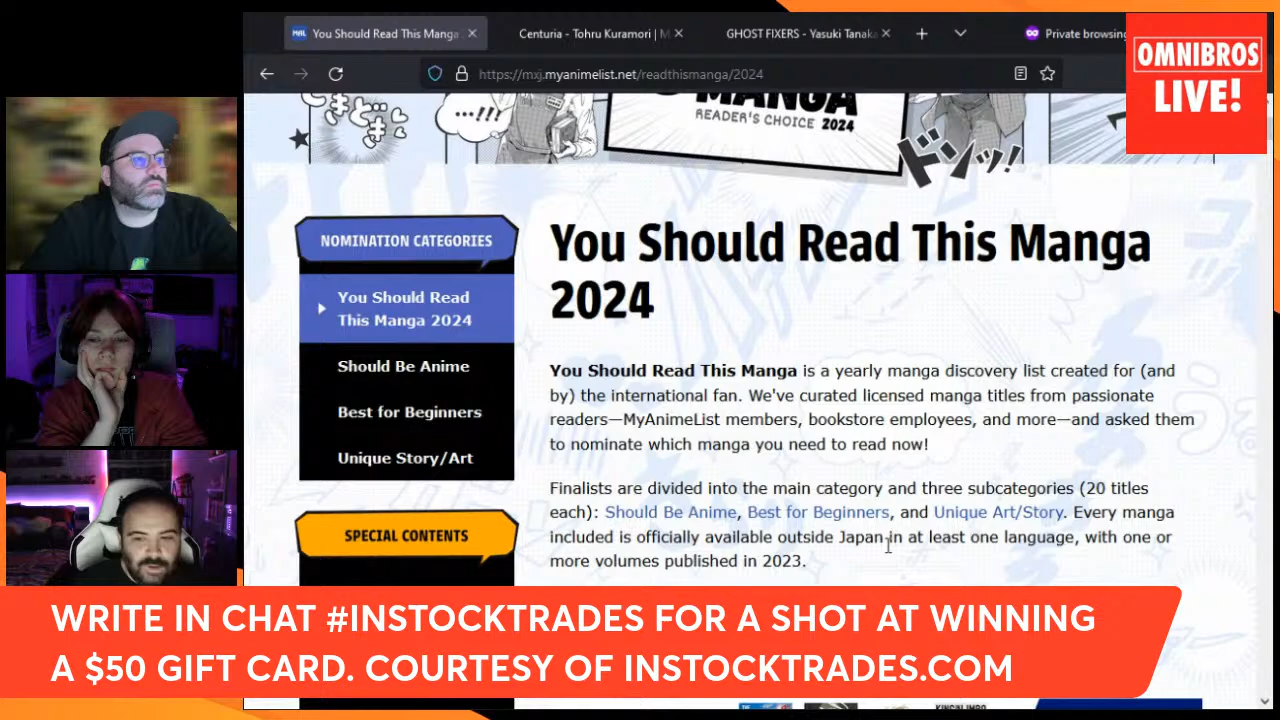 You Should Read This Manga
Centuria - Tohru Kuramori | M
GHOST FIXERS - Yasuki Tanaka
Private browsing
https://mxj.myanimelist.net/readthismanga/2024
OMNIBROS
LIVE!
どきどき
...!!!
MANGA
READER'S CHOICE 2024
ドンッ!
NOMINATION CATEGORIES
You Should Read
This Manga 2024
Should Be Anime
Best for Beginners
Unique Story/Art
SPECIAL CONTENTS
You Should Read This Manga
2024
You Should Read This Manga is a yearly manga discovery list created for (and
by) the international fan. We've curated licensed manga titles from passionate
readers—MyAnimeList members, bookstore employees, and more—and asked them
to nominate which manga you need to read now!
Finalists are divided into the main category and three subcategories (20 titles
each): Should Be Anime, Best for Beginners, and Unique Art/Story. Every manga
included is officially available outside Japan in at least one language, with one or
more volumes published in 2023.
WRITE IN CHAT #INSTOCKTRADES FOR A SHOT AT WINNING
A $50 GIFT CARD. COURTESY OF INSTOCKTRADES.COM